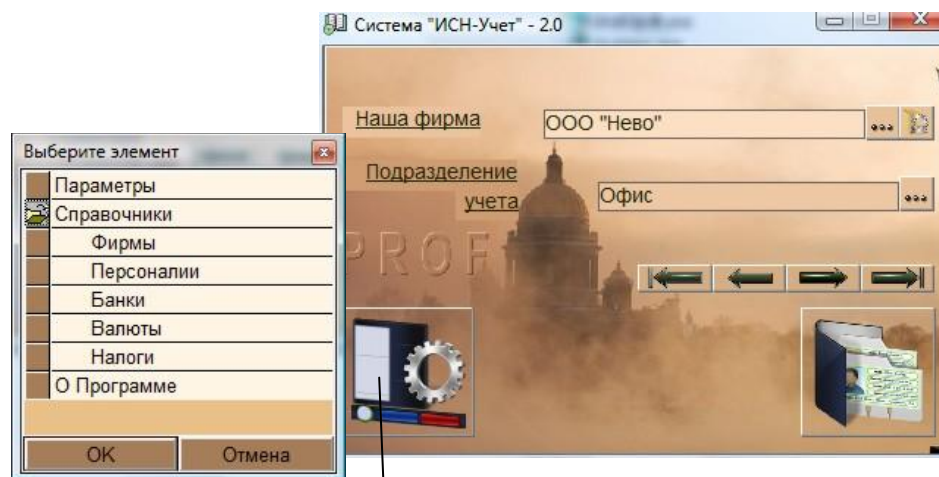 Система "ИСН-Учет" - 2.0
Наша фирма
ООО "Нево"
Подразделение
учета
Офис
PROF
Выберите элемент
Параметры
Справочники
Фирмы
Персоналии
Банки
Валюты
Налоги
О Программе
OK
Отмена